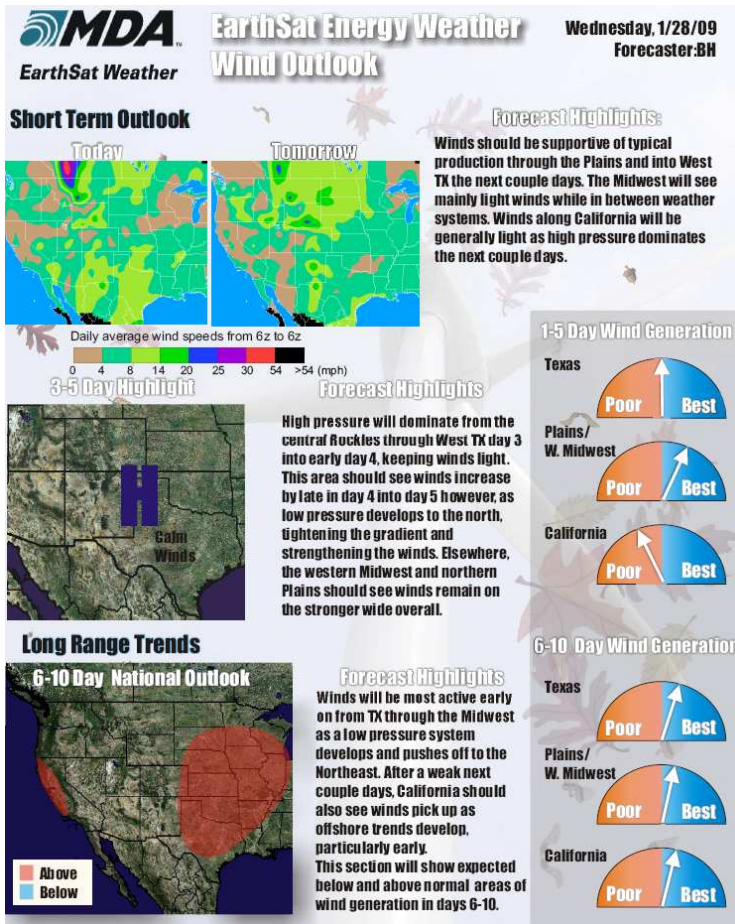 MDA
EarthSat Weather
EarthSat Energy Weather
Wind Outlook
Wednesday, 1/28/09
Forecaster:BH
Short Term Outlook
Today
Tomorrow
Forecast Highlights:
Winds should be supportive of typical
production through the Plains and into West
TX the next couple days. The Midwest will see
mainly light winds while in between weather
systems. Winds along California will be
generally light as high pressure dominates
the next couple days.
Daily average wind speeds from 6z to 6z
0 4 8 14 20 25 30 54 >54 (mph)
3-5 Day Highlight
H
Calm
Winds
Forecast Highlights
High pressure will dominate from the
central Rockies through West TX day 3
into early day 4, keeping winds light.
This area should see winds increase
by late in day 4 into day 5 however, as
low pressure develops to the north,
tightening the gradient and
strengthening the winds. Elsewhere,
the western Midwest and northern
Plains should see winds remain on
the stronger wide overall.
1-5 Day Wind Generation
Texas
Poor Best
Plains/
W. Midwest
Poor Best
California
Poor Best
Long Range Trends
6-10 Day National Outlook
Above
Below
Forecast Highlights
Winds will be most active early
on from TX through the Midwest
as a low pressure system
develops and pushes off to the
Northeast. After a weak next
couple days, California should
also see winds pick up as
offshore trends develop,
particularly early.
This section will show expected
below and above normal areas of
wind generation in days 6-10.
6-10 Day Wind Generation
Texas
Poor Best
Plains/
W. Midwest
Poor Best
California
Poor Best